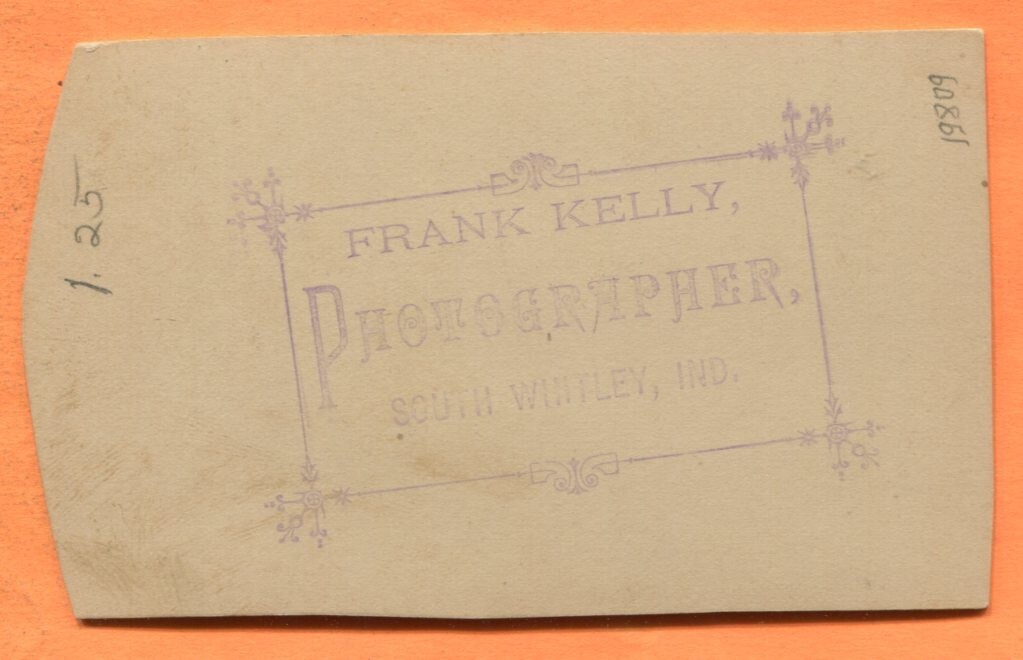 FRANK KELLY,
PHOTOGRAPHER,
SOUTH WHITLEY, IND.
1.25
19809